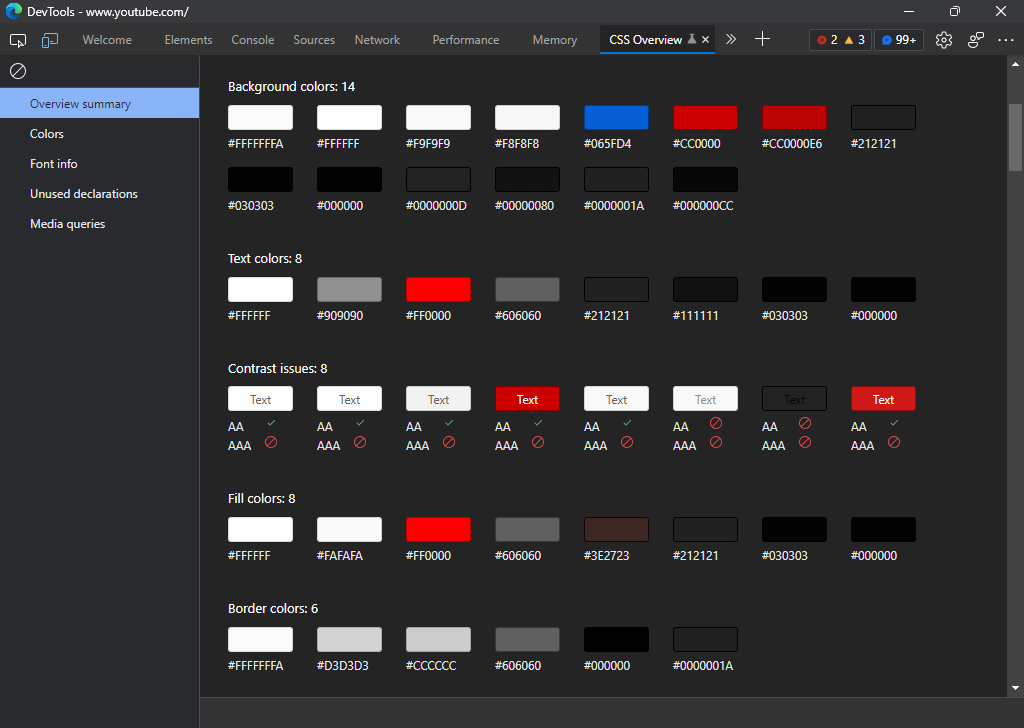 DevTools - www.youtube.com/
Welcome Elements Console Sources Network Performance Memory CSS Overview 2 3 99+
Overview summary
Colors
Font info
Unused declarations
Media queries
Background colors: 14
#FFFFFFFA #FFFFFF #F9F9F9 #F8F8F8 #065FD4 #CC0000 #CC0000E6 #212121
#030303 #000000 #0000000D #00000080 #0000001A #000000CC
Text colors: 8
#FFFFFF #909090 #FF0000 #606060 #212121 #111111 #030303 #000000
Contrast issues: 8
Text Text Text Text Text Text Text Text
AA AA AA AA AA AA AA AA
AAA AAA AAA AAA AAA AAA AAA AAA
Fill colors: 8
#FFFFFF #FAFAFA #FF0000 #606060 #3E2723 #212121 #030303 #000000
Border colors: 6
#FFFFFFFA #D3D3D3 #CCCCCC #606060 #000000 #0000001A